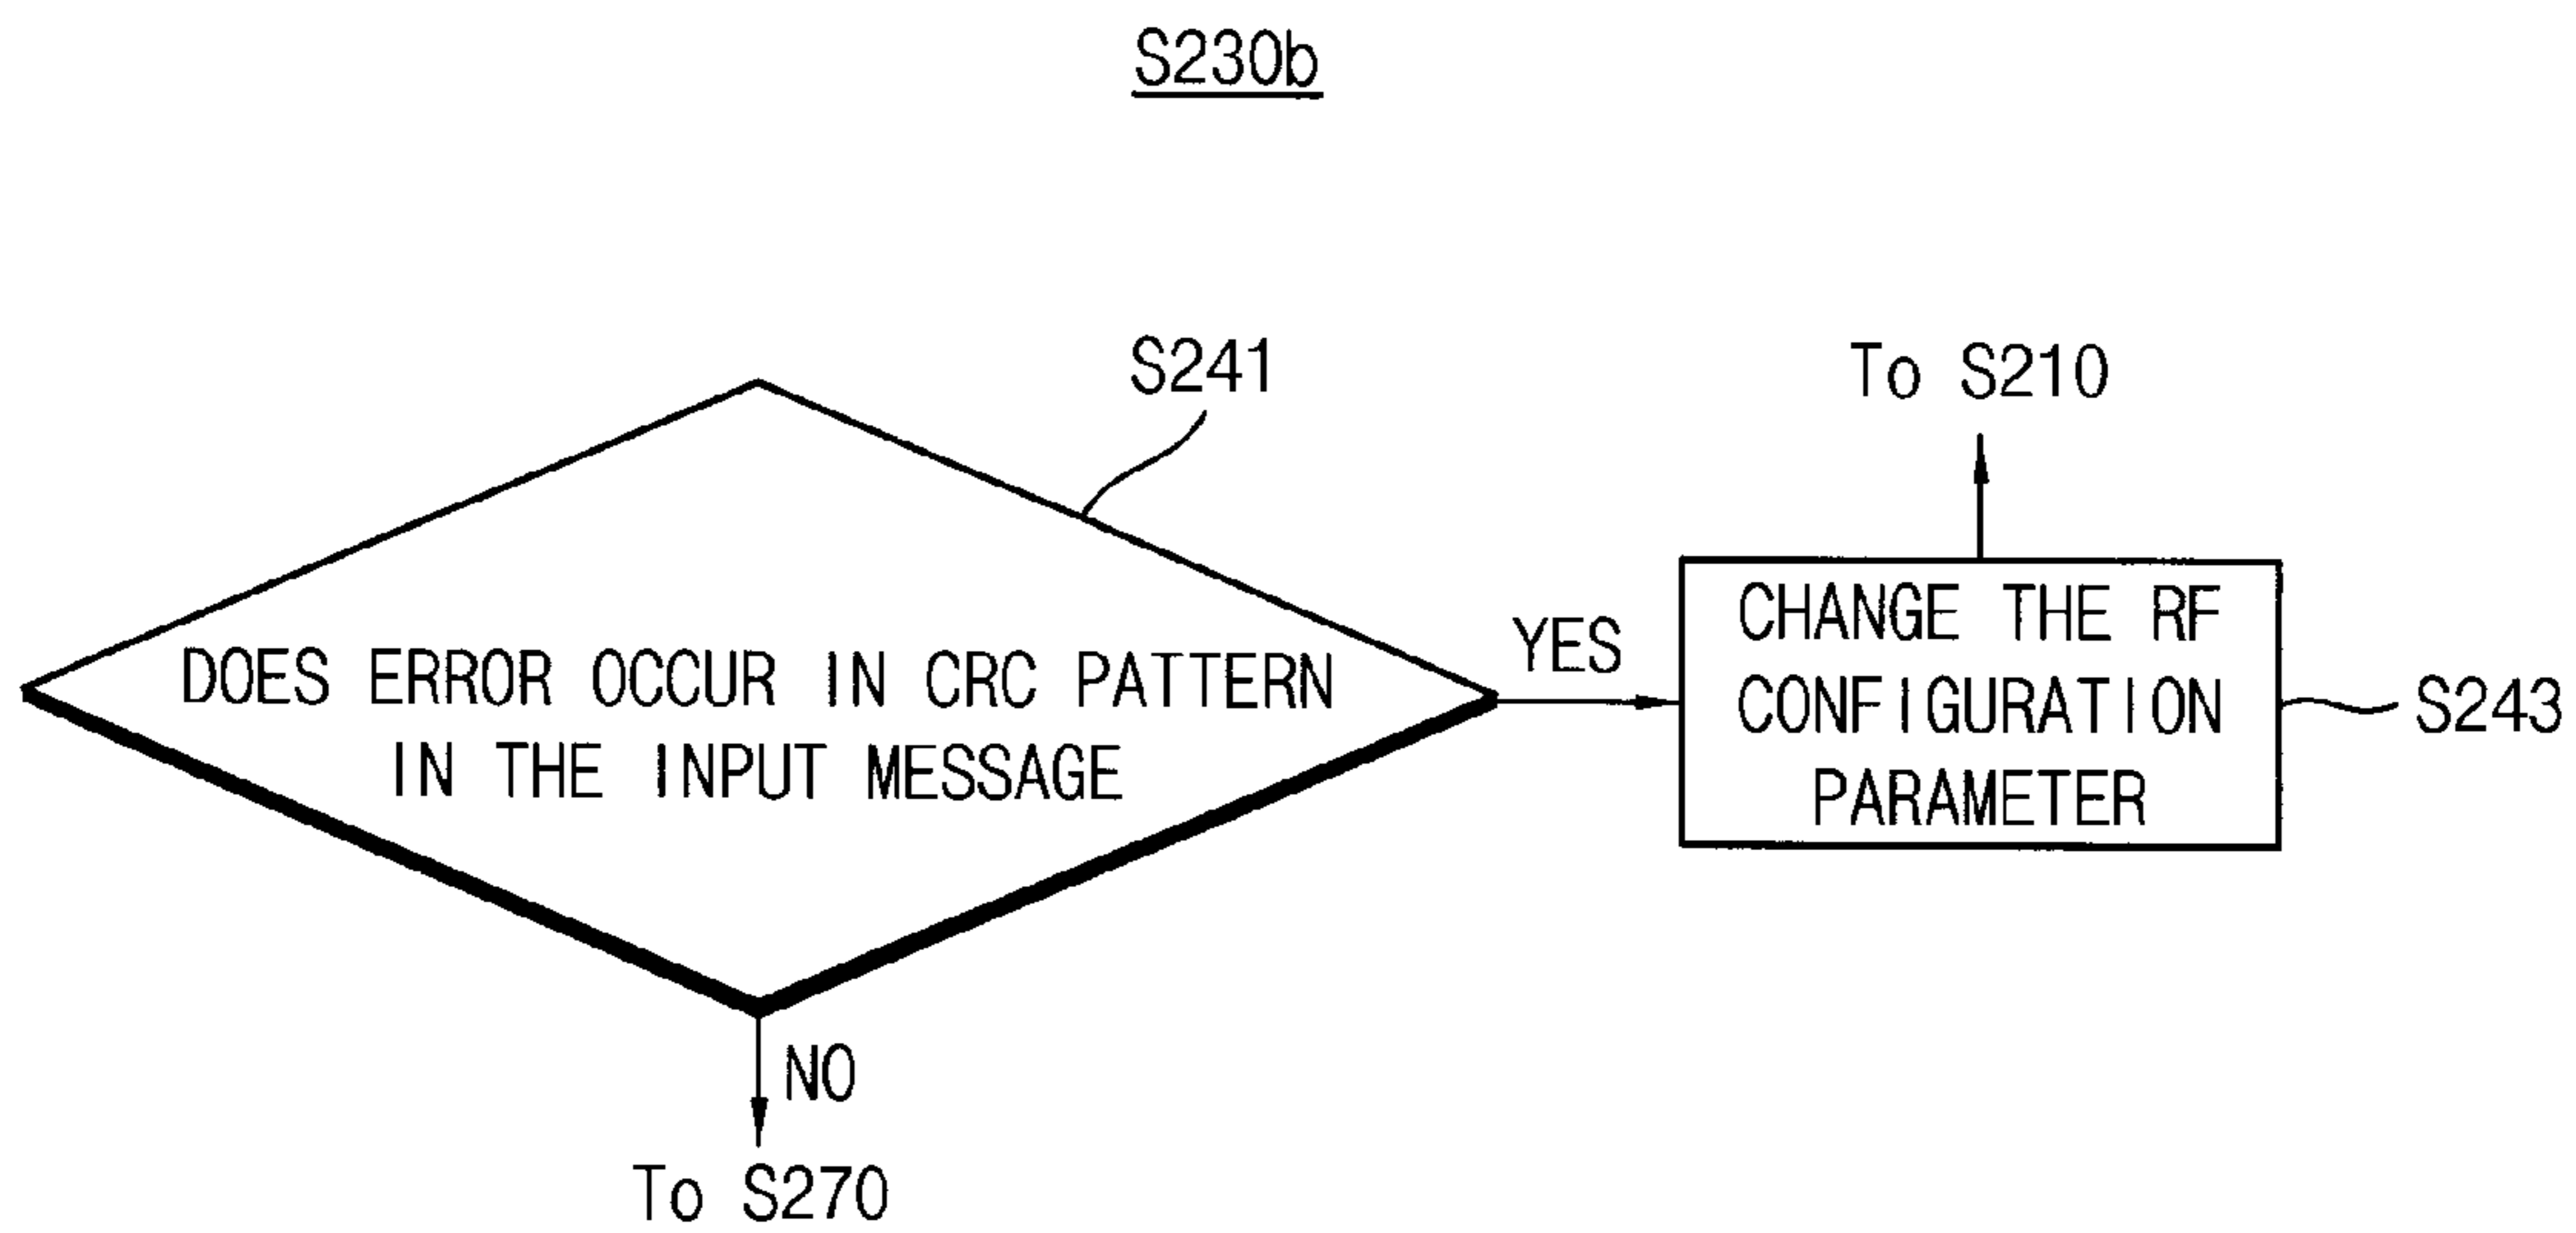 S230b
S241
To S210
DOES ERROR OCCUR IN CRC PATTERN
IN THE INPUT MESSAGE
YES
CHANGE THE RF
CONFIGURATION
PARAMETER
S243
NO
To S270